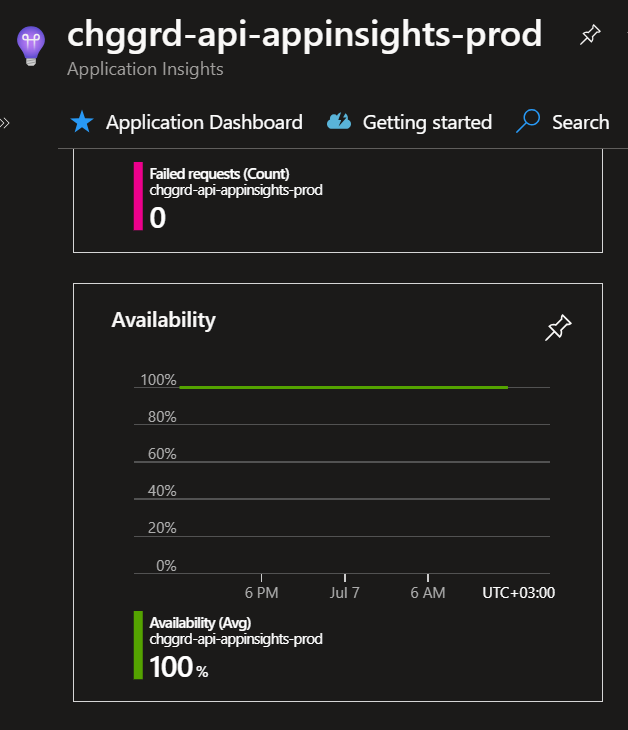 chggrd-api-appinsights-prod
Application Insights
Application Dashboard Getting started Search
Failed requests (Count)
chggrd-api-appinsights-prod
0
Availability
100%
80%
60%
40%
20%
0%
6 PM Jul 7 6 AM UTC+03:00
Availability (Avg)
chggrd-api-appinsights-prod
100 %